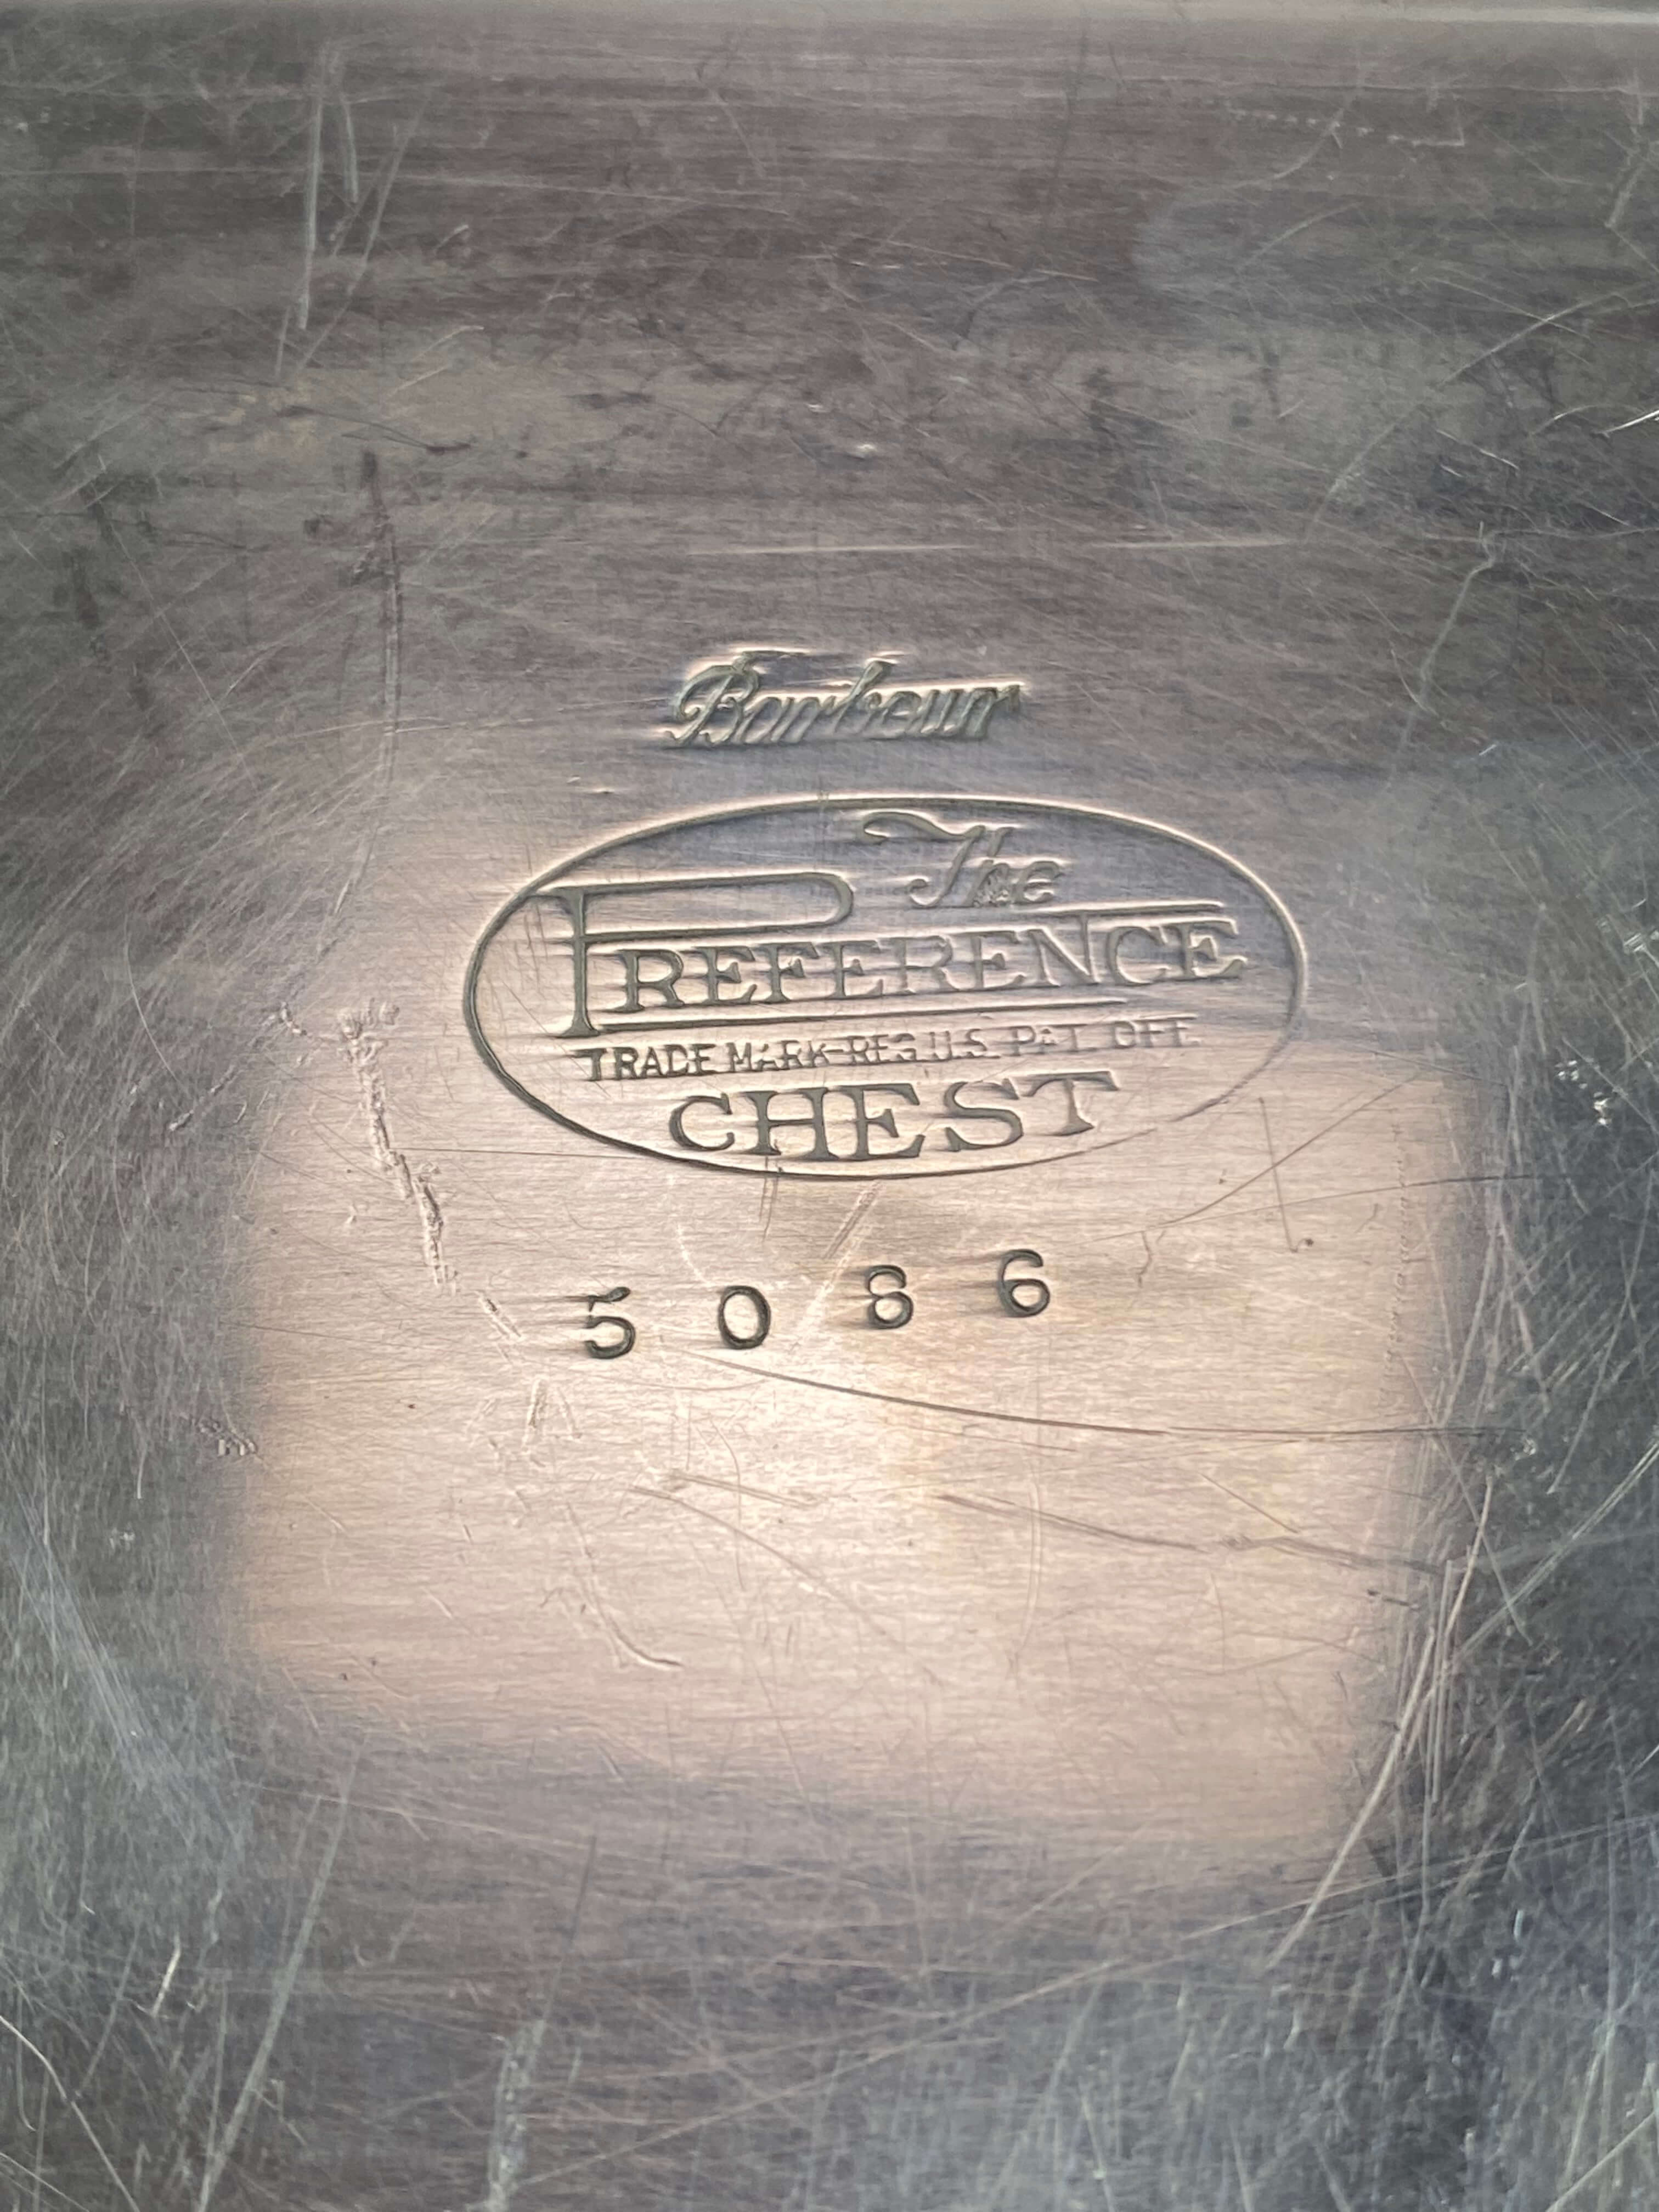 Barbour
The
PREFERENCE
TRADE MARK-REG U.S. PAT. OFF.
CHEST
5086